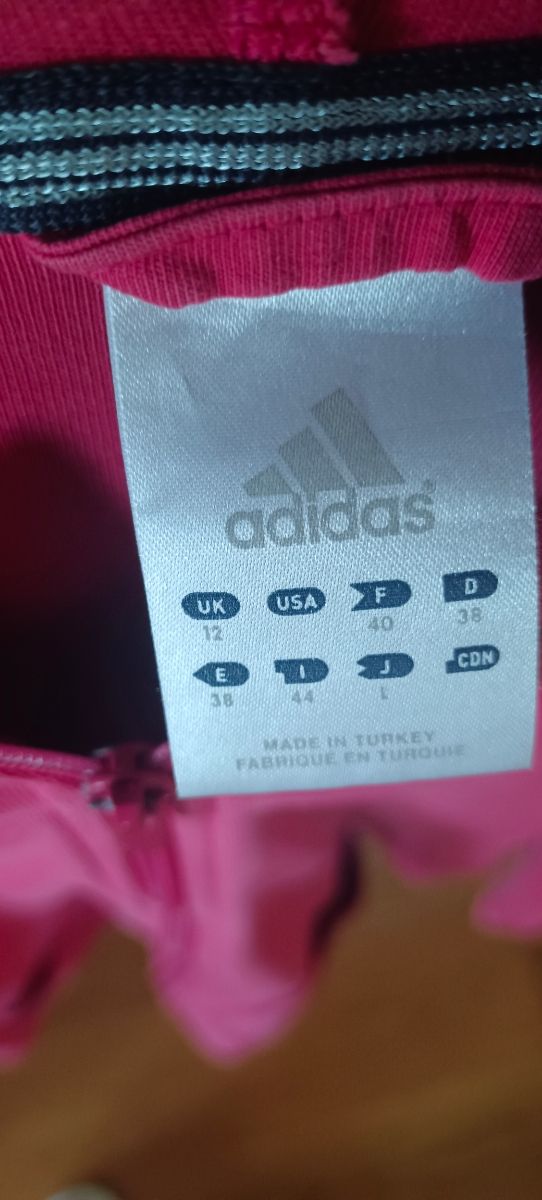 adidas
UK USA F D
12 40 38
E I J CDN
38 44 L
MADE IN TURKEY
FABRIQUE EN TURQUIE